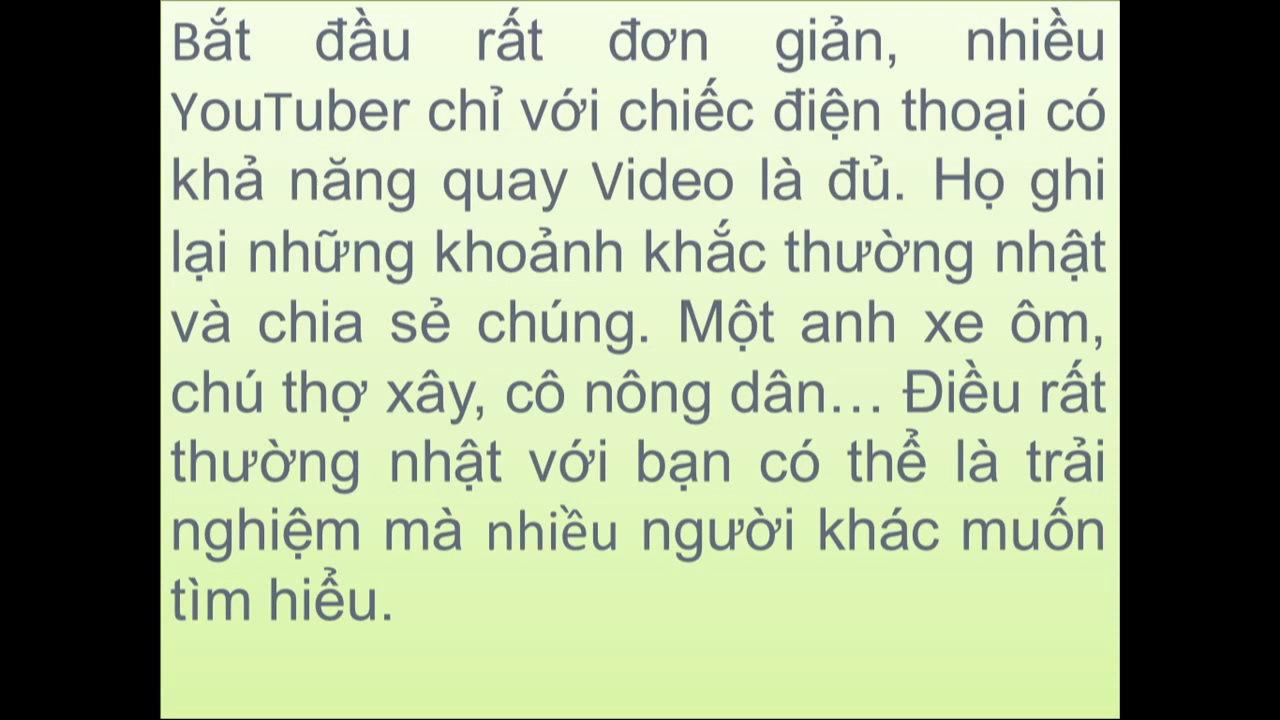 Bắt đầu rất đơn giản, nhiều
YouTuber chỉ với chiếc điện thoại có
khả năng quay Video là đủ. Họ ghi
lại những khoảnh khắc thường nhật
và chia sẻ chúng. Một anh xe ôm,
chú thợ xây, cô nông dân… Điều rất
thường nhật với bạn có thể là trải
nghiệm mà nhiều người khác muốn
tìm hiểu.